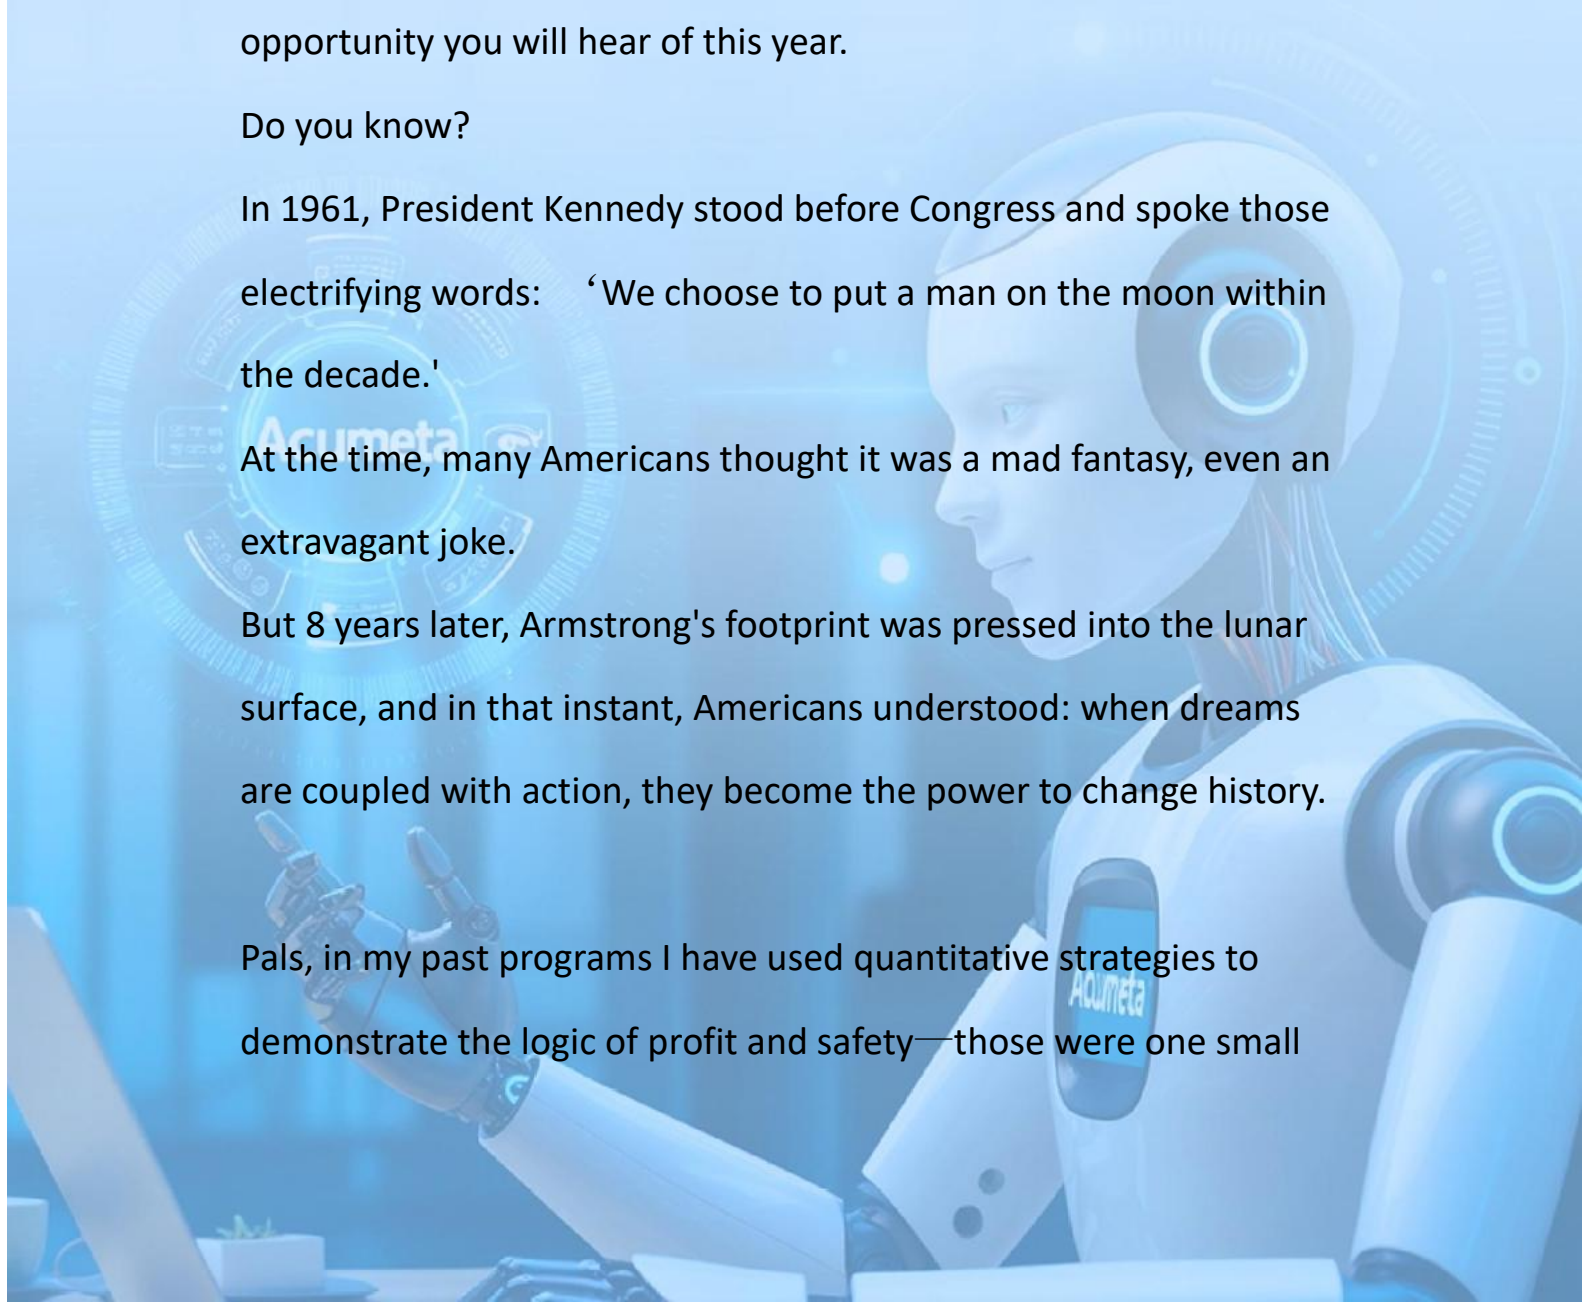 opportunity you will hear of this year.
Do you know?
In 1961, President Kennedy stood before Congress and spoke those
electrifying words: ‘We choose to put a man on the moon within
the decade.'
Acumeta
At the time, many Americans thought it was a mad fantasy, even an
extravagant joke.
But 8 years later, Armstrong's footprint was pressed into the lunar
surface, and in that instant, Americans understood: when dreams
are coupled with action, they become the power to change history.
Pals, in my past programs I have used quantitative strategies to
Acumeta
demonstrate the logic of profit and safety—those were one small